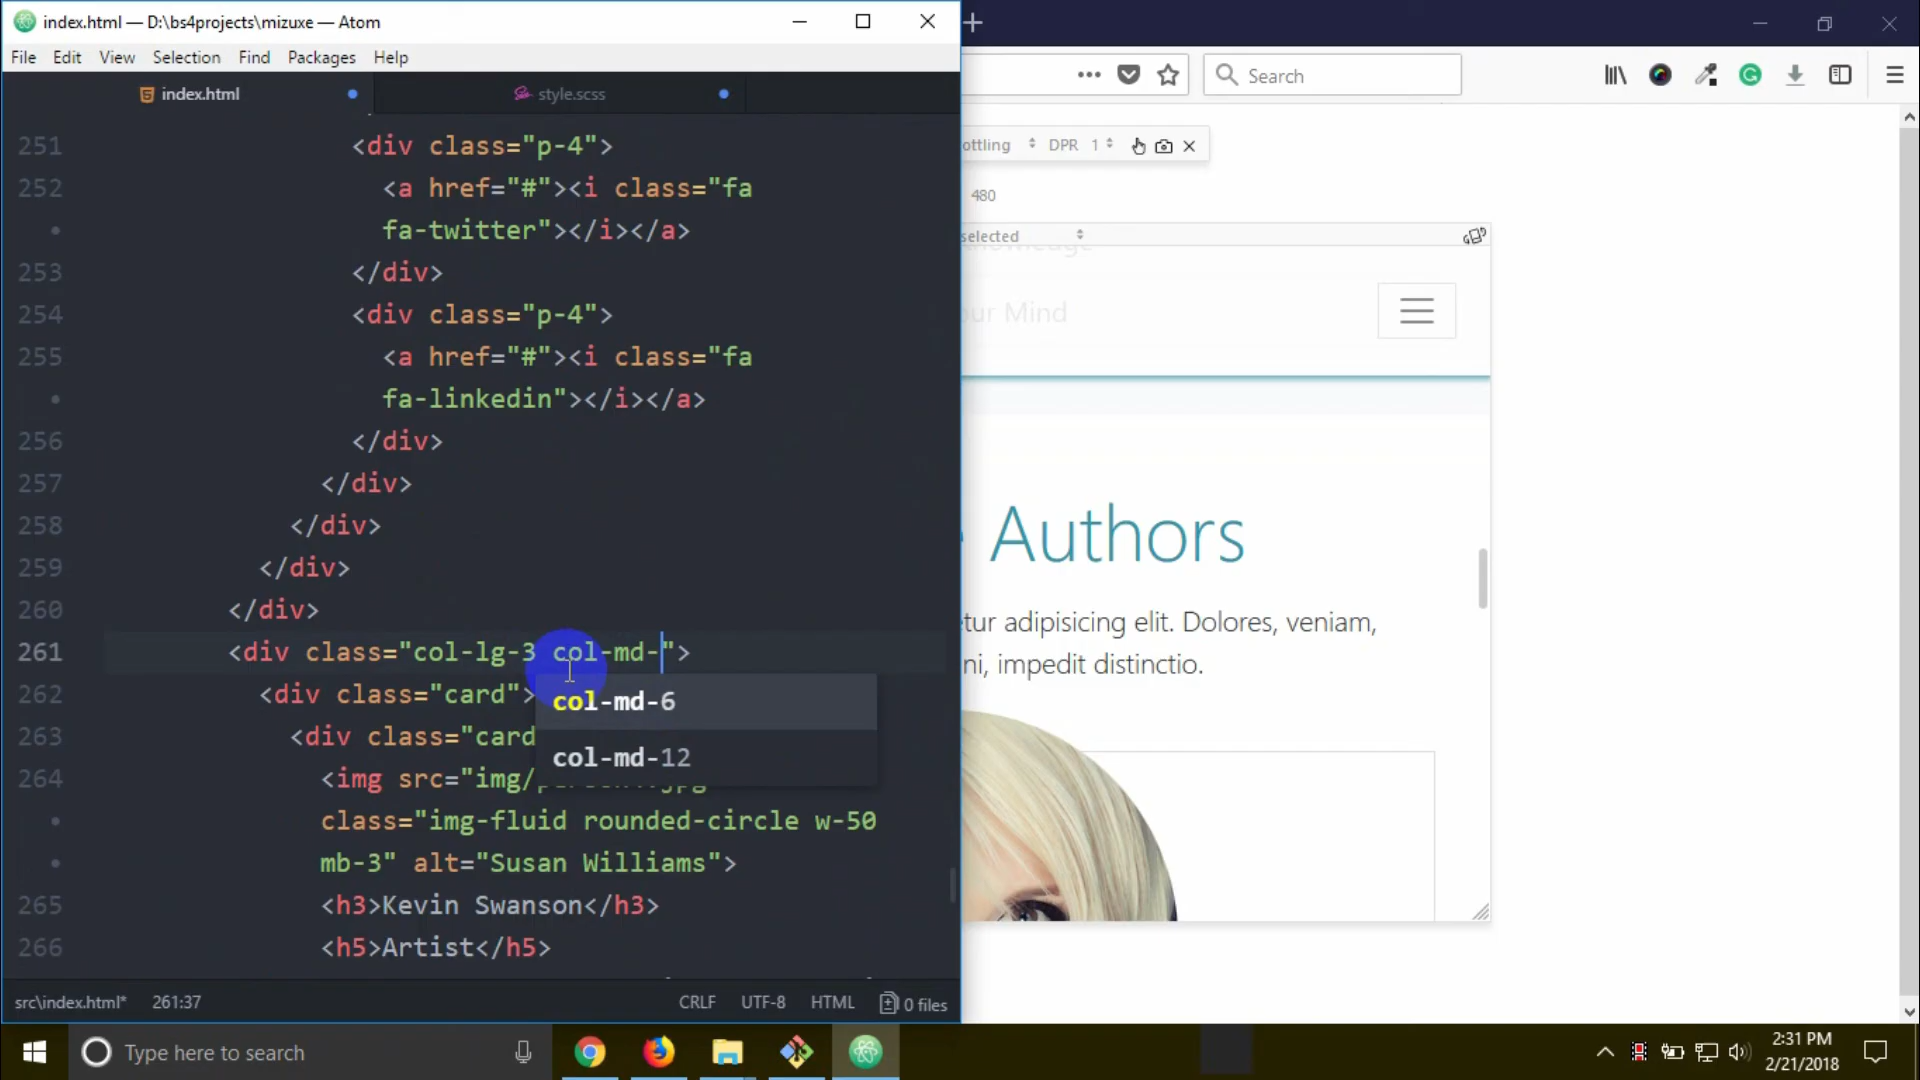 index.html — D:\bs4projects\mizuxe — Atom
File Edit View Selection Find Packages Help
index.html
style.scss
251 <div class="p-4">
252 <a href="#"><i class="fa
fa-twitter"></i></a>
253 </div>
254 <div class="p-4">
255 <a href="#"><i class="fa
fa-linkedin"></i></a>
256 </div>
257 </div>
258 </div>
259 </div>
260 </div>
261 <div class="col-lg-3 col-md-">
262 <div class="card">
col-md-6
263 <div class="card
col-md-12
264 <img src="img/
class="img-fluid rounded-circle w-50
mb-3" alt="Susan Williams">
265 <h3>Kevin Swanson</h3>
266 <h5>Artist</h5>
src\index.html* 261:37 CRLF UTF-8 HTML 0 files
Search
ottling DPR 1
480
selected
our Mind
Authors
etur adipisicing elit. Dolores, veniam,
ni, impedit distinctio.
Type here to search
2:31 PM
2/21/2018